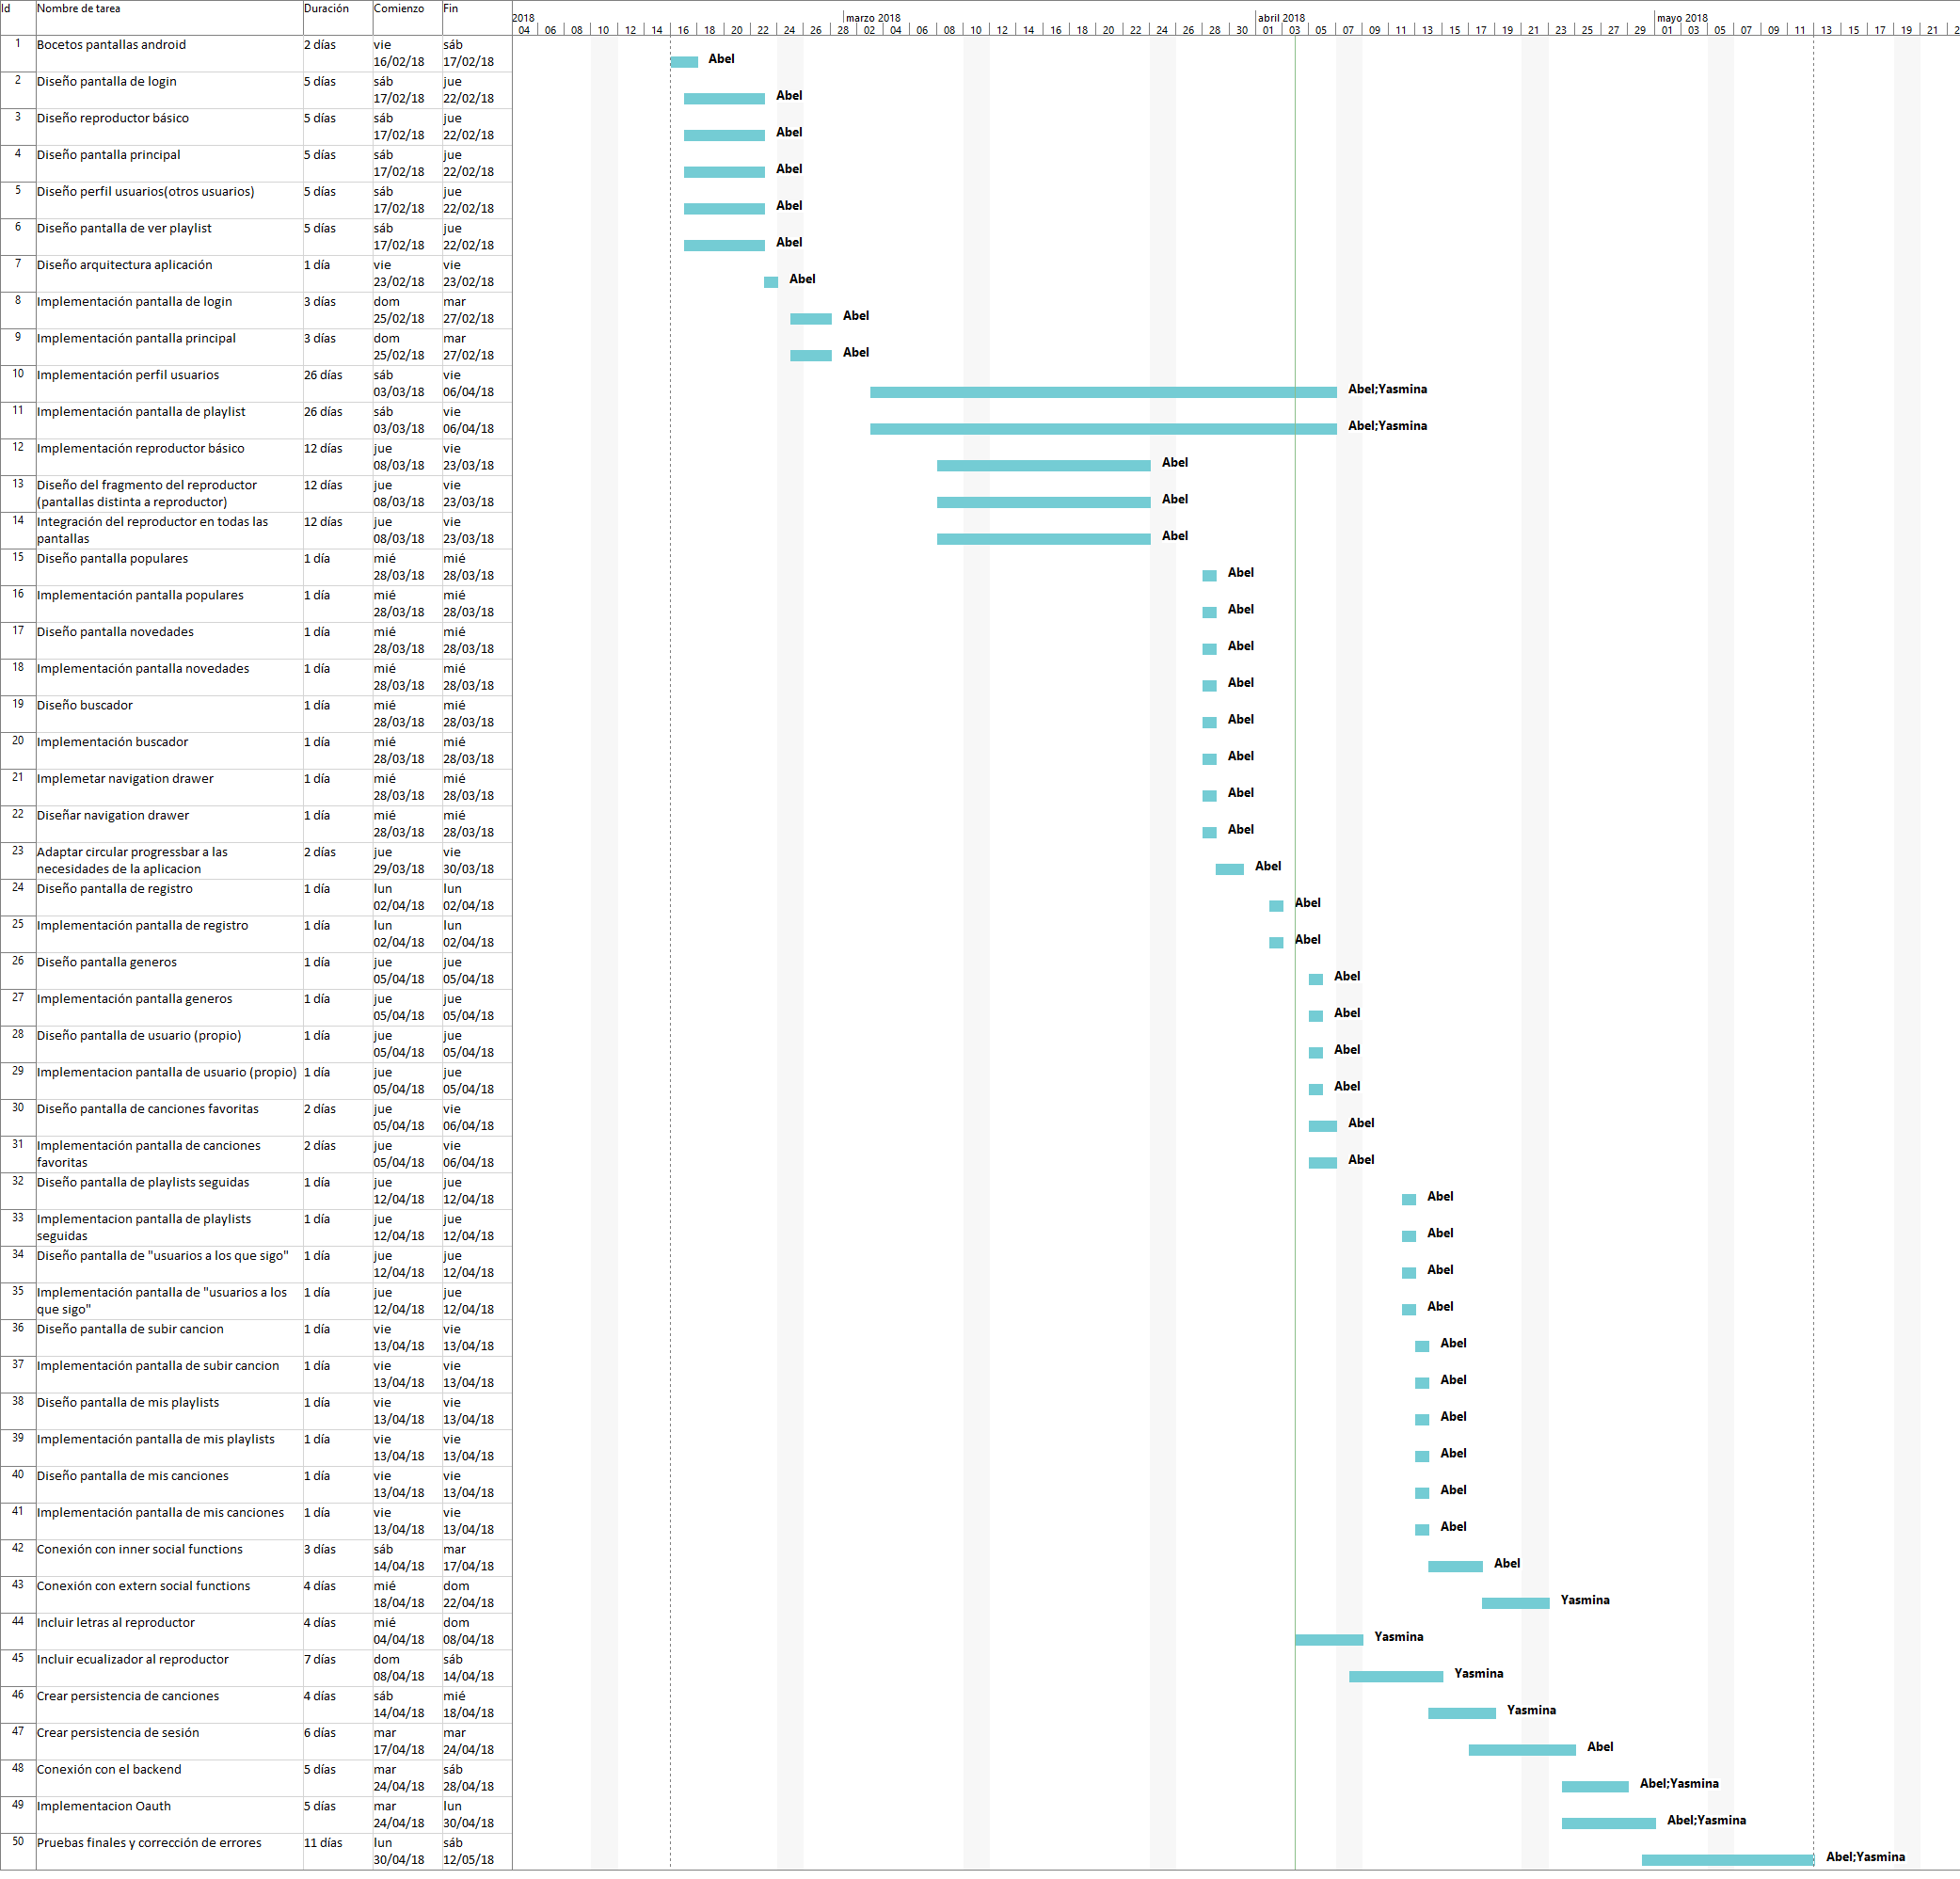 Id Nombre de tarea Duración Comienzo Fin
2018 marzo 2018 abril 2018 mayo 2018
04 06 08 10 12 14 16 18 20 22 24 26 28 02 04 06 08 10 12 14 16 18 20 22 24 26 28 30 01 03 05 07 09 11 13 15 17 19 21 23 25 27 29 01 03 05 07 09 11 13 15 17 19 21 2
1 Bocetos pantallas android 2 días vie sáb
16/02/18 17/02/18 Abel
2 Diseño pantalla de login 5 días sáb jue
17/02/18 22/02/18 Abel
3 Diseño reproductor básico 5 días sáb jue
17/02/18 22/02/18 Abel
4 Diseño pantalla principal 5 días sáb jue
17/02/18 22/02/18 Abel
5 Diseño perfil usuarios(otros usuarios) 5 días sáb jue
17/02/18 22/02/18 Abel
6 Diseño pantalla de ver playlist 5 días sáb jue
17/02/18 22/02/18 Abel
7 Diseño arquitectura aplicación 1 día vie vie
23/02/18 23/02/18 Abel
8 Implementación pantalla de login 3 días dom mar
25/02/18 27/02/18 Abel
9 Implementación pantalla principal 3 días dom mar
25/02/18 27/02/18 Abel
10 Implementación perfil usuarios 26 días sáb vie
03/03/18 06/04/18 Abel;Yasmina
11 Implementación pantalla de playlist 26 días sáb vie
03/03/18 06/04/18 Abel;Yasmina
12 Implementación reproductor básico 12 días jue vie
08/03/18 23/03/18 Abel
13 Diseño del fragmento del reproductor 12 días jue vie
(pantallas distinta a reproductor) 08/03/18 23/03/18 Abel
14 Integración del reproductor en todas las 12 días jue vie
pantallas 08/03/18 23/03/18 Abel
15 Diseño pantalla populares 1 día mié mié
28/03/18 28/03/18 Abel
16 Implementación pantalla populares 1 día mié mié
28/03/18 28/03/18 Abel
17 Diseño pantalla novedades 1 día mié mié
28/03/18 28/03/18 Abel
18 Implementación pantalla novedades 1 día mié mié
28/03/18 28/03/18 Abel
19 Diseño buscador 1 día mié mié
28/03/18 28/03/18 Abel
20 Implementación buscador 1 día mié mié
28/03/18 28/03/18 Abel
21 Implemetar navigation drawer 1 día mié mié
28/03/18 28/03/18 Abel
22 Diseñar navigation drawer 1 día mié mié
28/03/18 28/03/18 Abel
23 Adaptar circular progressbar a las 2 días jue vie
necesidades de la aplicacion 29/03/18 30/03/18 Abel
24 Diseño pantalla de registro 1 día lun lun
02/04/18 02/04/18 Abel
25 Implementación pantalla de registro 1 día lun lun
02/04/18 02/04/18 Abel
26 Diseño pantalla generos 1 día jue jue
05/04/18 05/04/18 Abel
27 Implementación pantalla generos 1 día jue jue
05/04/18 05/04/18 Abel
28 Diseño pantalla de usuario (propio) 1 día jue jue
05/04/18 05/04/18 Abel
29 Implementacion pantalla de usuario (propio) 1 día jue jue
05/04/18 05/04/18 Abel
30 Diseño pantalla de canciones favoritas 2 días jue vie
05/04/18 06/04/18 Abel
31 Implementación pantalla de canciones 2 días jue vie
favoritas 05/04/18 06/04/18 Abel
32 Diseño pantalla de playlists seguidas 1 día jue jue
12/04/18 12/04/18 Abel
33 Implementacion pantalla de playlists 1 día jue jue
seguidas 12/04/18 12/04/18 Abel
34 Diseño pantalla de "usuarios a los que sigo" 1 día jue jue
12/04/18 12/04/18 Abel
35 Implementación pantalla de "usuarios a los 1 día jue jue
que sigo" 12/04/18 12/04/18 Abel
36 Diseño pantalla de subir cancion 1 día vie vie
13/04/18 13/04/18 Abel
37 Implementación pantalla de subir cancion 1 día vie vie
13/04/18 13/04/18 Abel
38 Diseño pantalla de mis playlists 1 día vie vie
13/04/18 13/04/18 Abel
39 Implementación pantalla de mis playlists 1 día vie vie
13/04/18 13/04/18 Abel
40 Diseño pantalla de mis canciones 1 día vie vie
13/04/18 13/04/18 Abel
41 Implementación pantalla de mis canciones 1 día vie vie
13/04/18 13/04/18 Abel
42 Conexión con inner social functions 3 días sáb mar
14/04/18 17/04/18 Abel
43 Conexión con extern social functions 4 días mié dom
18/04/18 22/04/18 Yasmina
44 Incluir letras al reproductor 4 días mié dom
04/04/18 08/04/18 Yasmina
45 Incluir ecualizador al reproductor 7 días dom sáb
08/04/18 14/04/18 Yasmina
46 Crear persistencia de canciones 4 días sáb mié
14/04/18 18/04/18 Yasmina
47 Crear persistencia de sesión 6 días mar mar
17/04/18 24/04/18 Abel
48 Conexión con el backend 5 días mar sáb
24/04/18 28/04/18 Abel;Yasmina
49 Implementacion Oauth 5 días mar lun
24/04/18 30/04/18 Abel;Yasmina
50 Pruebas finales y corrección de errores 11 días lun sáb
30/04/18 12/05/18 Abel;Yasmina